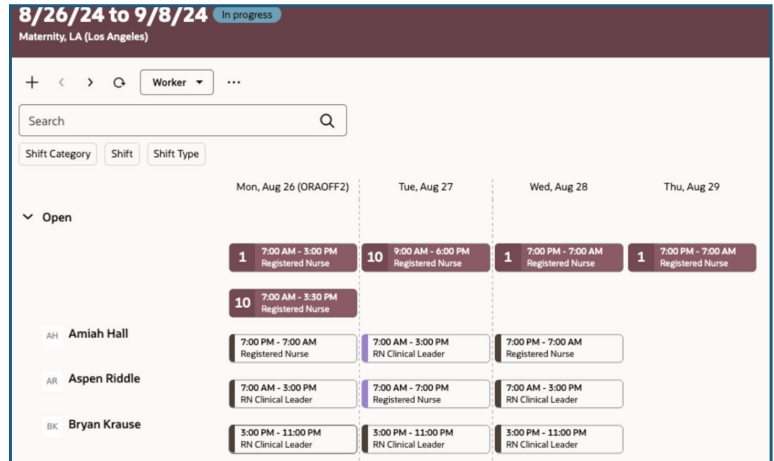 8/26/24 to 9/8/24 In progress
Maternity, LA (Los Angeles)
Worker
Search
Shift Category Shift Shift Type
Mon, Aug 26 (ORAOFF2) Tue, Aug 27 Wed, Aug 28 Thu, Aug 29
Open
1 7:00 AM - 3:00 PM Registered Nurse
10 9:00 AM - 6:00 PM Registered Nurse
1 7:00 PM - 7:00 AM Registered Nurse
1 7:00 PM - 7:00 AM Registered Nurse
10 7:00 AM - 3:30 PM Registered Nurse
AH Amiah Hall
7:00 PM - 7:00 AM Registered Nurse
7:00 AM - 3:00 PM RN Clinical Leader
7:00 PM - 7:00 AM Registered Nurse
AR Aspen Riddle
7:00 AM - 3:00 PM RN Clinical Leader
7:00 AM - 7:00 PM Registered Nurse
7:00 AM - 3:00 PM RN Clinical Leader
BK Bryan Krause
3:00 PM - 11:00 PM RN Clinical Leader
3:00 PM - 11:00 PM RN Clinical Leader
3:00 PM - 11:00 PM RN Clinical Leader